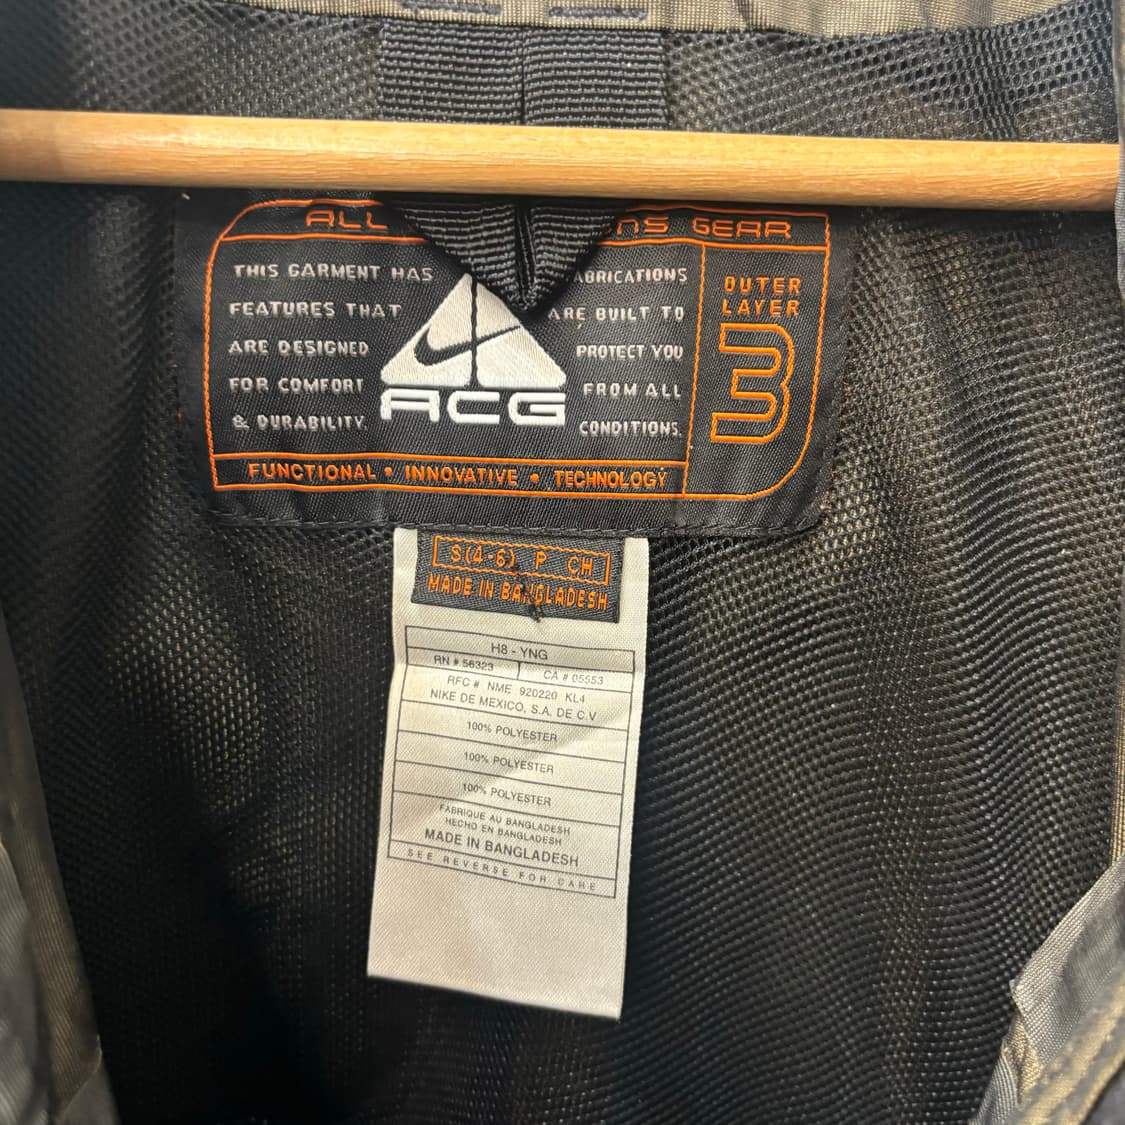 ALL
NS GEAR
THIS GARMENT HAS
FEATURES THAT
ARE DESIGNED
FOR COMFORT
& DURABILITY.
ACG
ABRICATIONS
ARE BUILT TO
PROTECT YOU
FROM ALL
CONDITIONS.
OUTER
LAYER
3
FUNCTIONAL • INNOVATIVE • TECHNOLOGY
S(4-6) P CH
MADE IN BANGLADESH
H8 - YNG
RN # 56323 CA # 05553
RFC # NME 920220 KL4
NIKE DE MEXICO, S.A. DE C.V
100% POLYESTER
100% POLYESTER
100% POLYESTER
FABRIQUE AU BANGLADESH
HECHO EN BANGLADESH
MADE IN BANGLADESH
SEE REVERSE FOR CARE